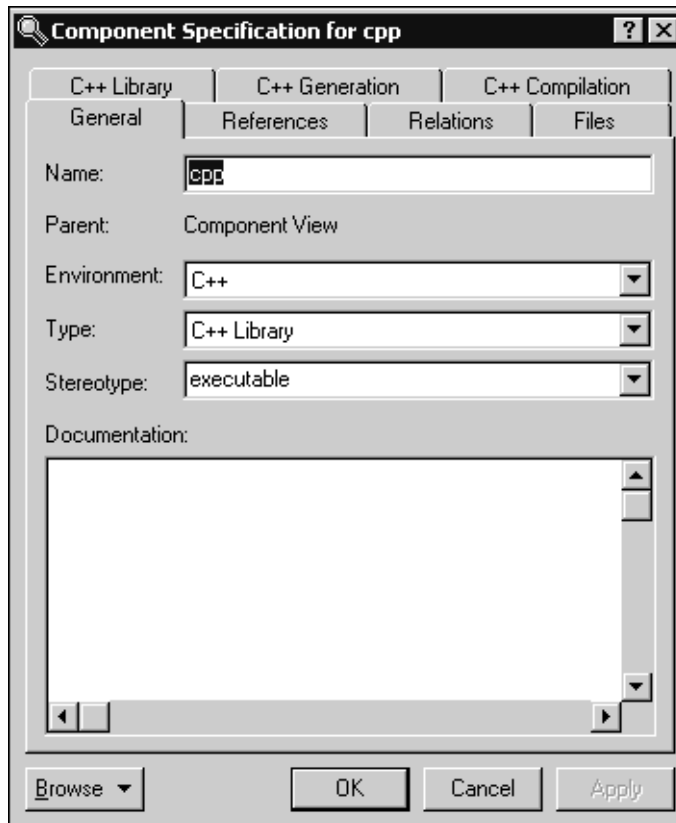 Component Specification for cpp
C++ Library C++ Generation C++ Compilation
General References Relations Files
Name: cpp
Parent: Component View
Environment: C++
Type: C++ Library
Stereotype: executable
Documentation:
Browse OK Cancel Apply